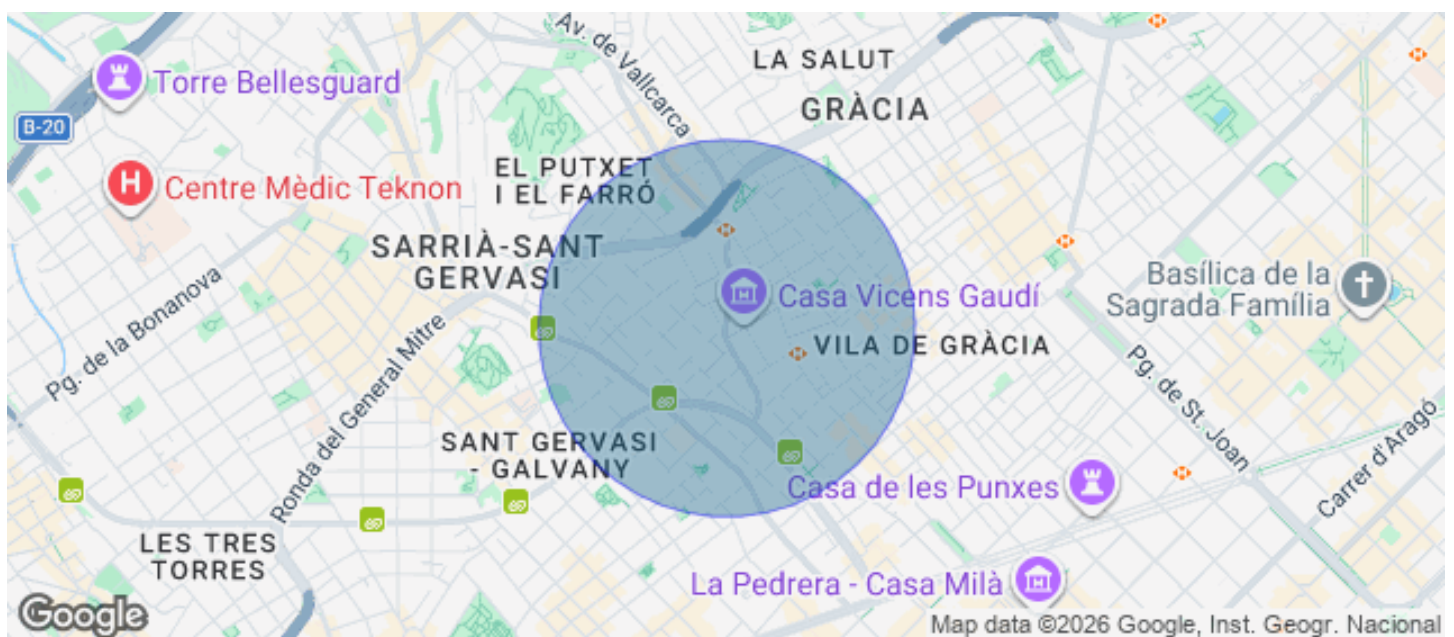 Av. de Vallcarca
LA SALUT
GRÀCIA
Torre Bellesguard
B-20
EL PUTXET
I EL FARRÓ
Centre Mèdic Teknon
SARRIÀ-SANT
GERVASI
Casa Vicens Gaudí
Basílica de la
Sagrada Família
Pg. de la Bonanova
VILA DE GRÀCIA
Ronda del General Mitre
Pg. de St. Joan
SANT GERVASI
- GALVANY
Casa de les Punxes
Carrer d'Aragó
LES TRES
TORRES
La Pedrera - Casa Milà
Google
Map data ©2026 Google, Inst. Geogr. Nacional